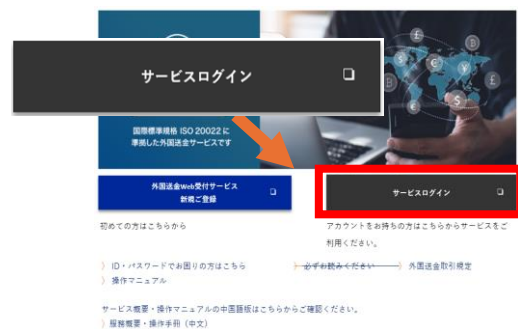 サービスログイン
国際標準規格 ISO 20022 に
準拠した外国送金サービスです
外国送金Web受付サービス
新規ご登録
サービスログイン
初めての方はこちらから
アカウントをお持ちの方はこちらからサービスをご
利用ください。
〉ID・パスワードでお困りの方はこちら
〉必ずお読みください
〉外国送金取引規定
〉操作マニュアル
サービス概要・操作マニュアルの中国語版はこちらからご確認ください。
〉服務概要・操作手冊（中文）